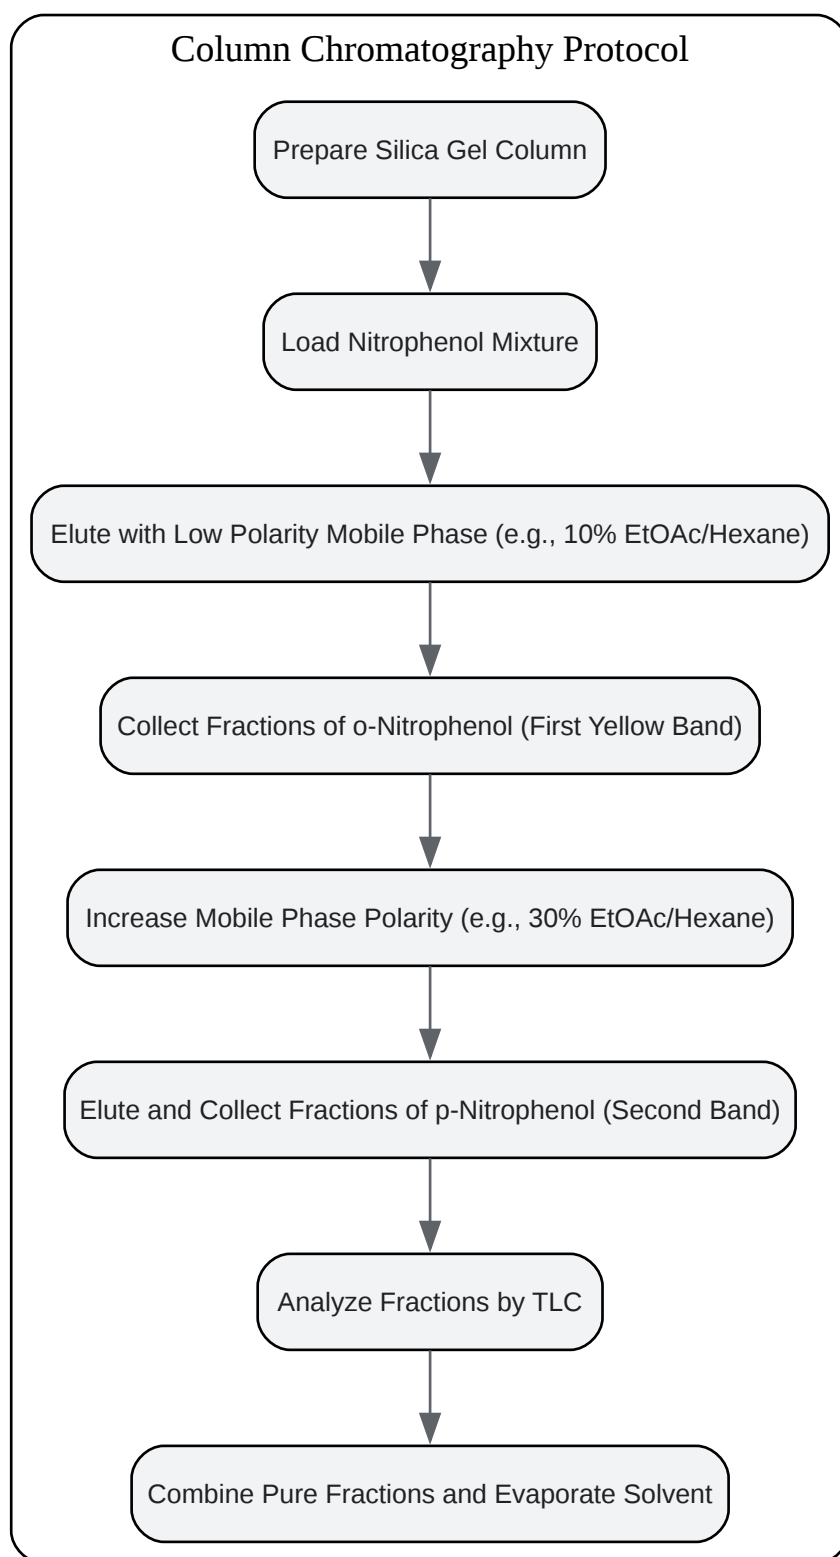 Column Chromatography Protocol
Prepare Silica Gel Column
Load Nitrophenol Mixture
Elute with Low Polarity Mobile Phase (e.g., 10% EtOAc/Hexane)
Collect Fractions of o-Nitrophenol (First Yellow Band)
Increase Mobile Phase Polarity (e.g., 30% EtOAc/Hexane)
Elute and Collect Fractions of p-Nitrophenol (Second Band)
Analyze Fractions by TLC
Combine Pure Fractions and Evaporate Solvent